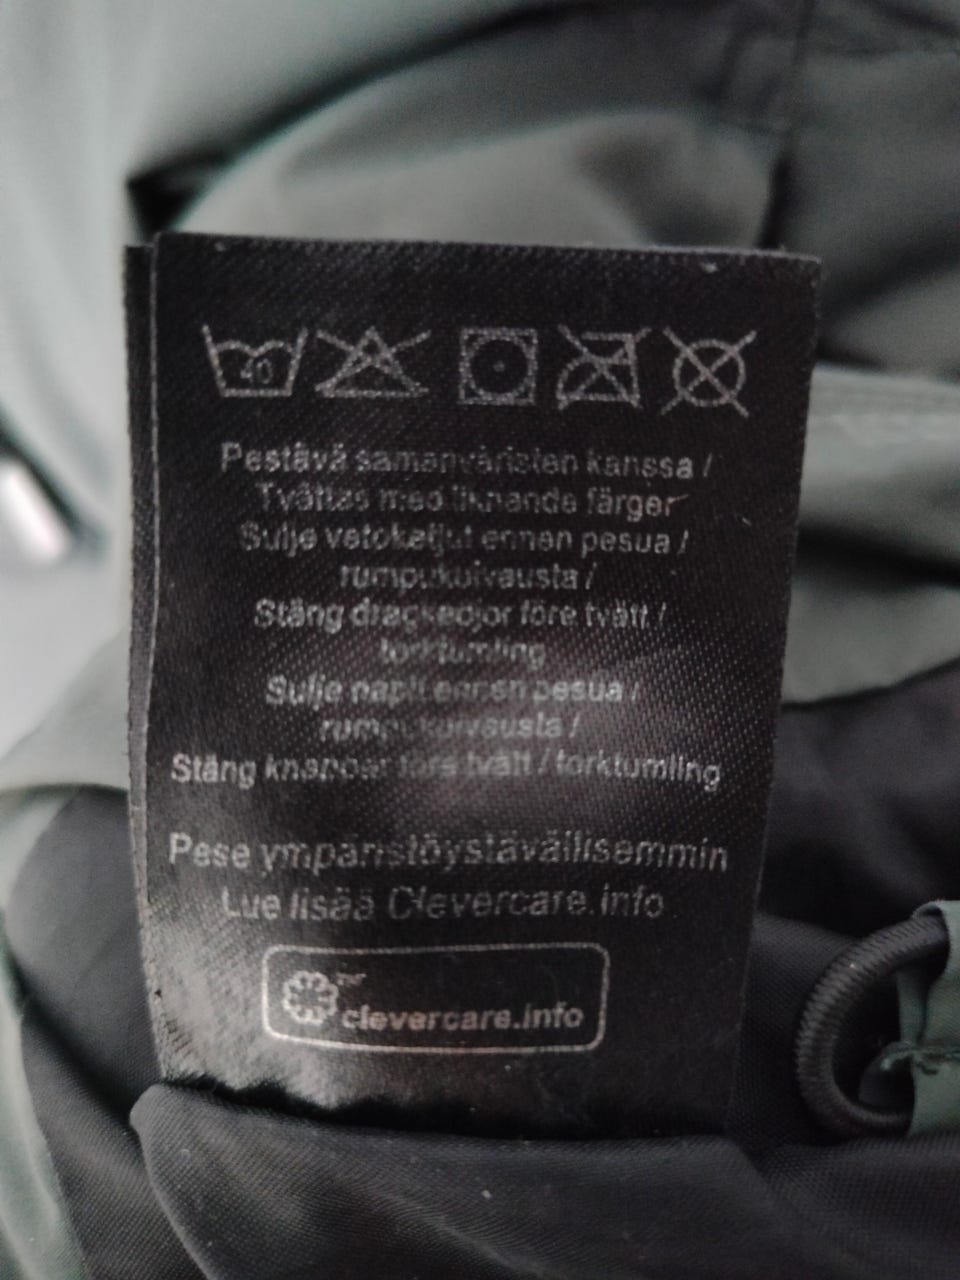 40
Pestävä samanväristen kanssa /
Tvättas med liknande färger
Sulje vetoketjut ennen pesua /
rumpukuivausta /
Stäng dragkedjor före tvätt /
torktumling
Sulje napit ennen pesua /
rumpukuivausta /
Stäng knappar före tvätt / torktumling
Pese ympäristöystävällisemmin
Lue lisää Clevercare.info
clevercare.info